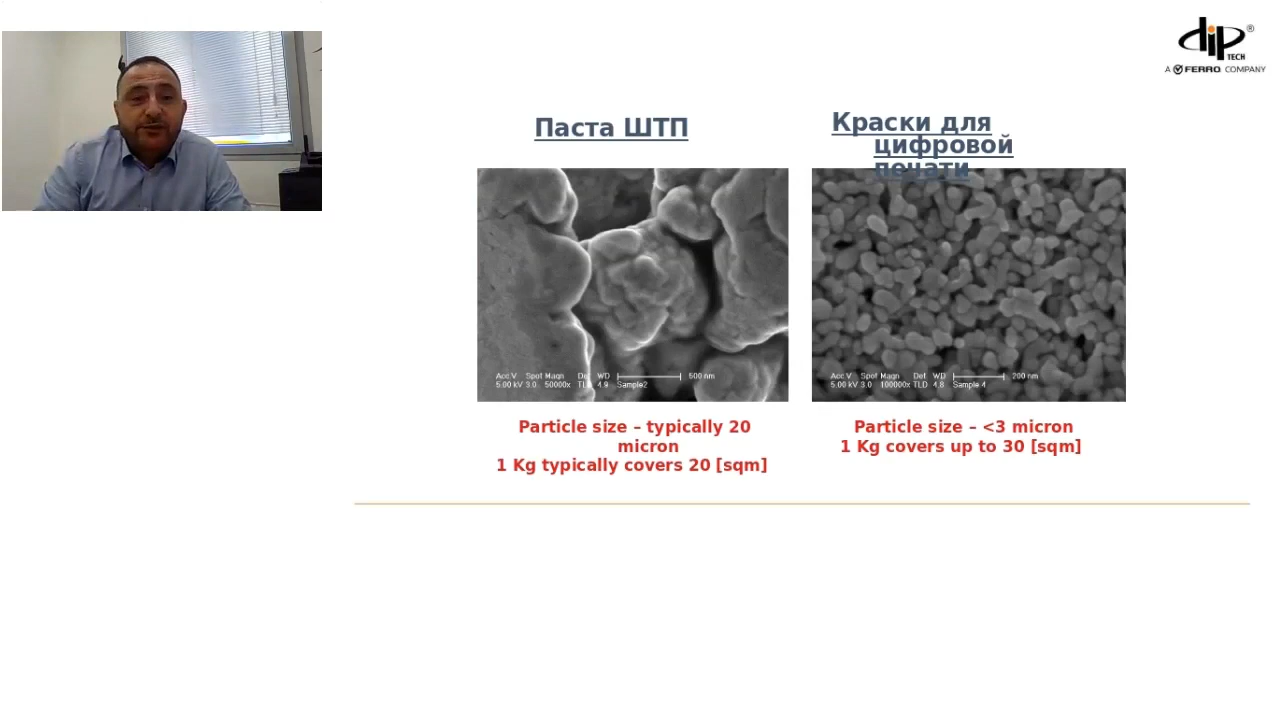 dip
TECH
®
A FERRO COMPANY
Паста ШТП
Краски для
цифровой
печати
Acc.V Spot Magn Det WD 500 nm
5.00 kV 3.0 50000x TLD 4.9 Sample2
Acc.V Spot Magn Det WD 200 nm
5.00 kV 3.0 100000x TLD 4.8 Sample 4
Particle size – typically 20
micron
1 Kg typically covers 20 [sqm]
Particle size – <3 micron
1 Kg covers up to 30 [sqm]